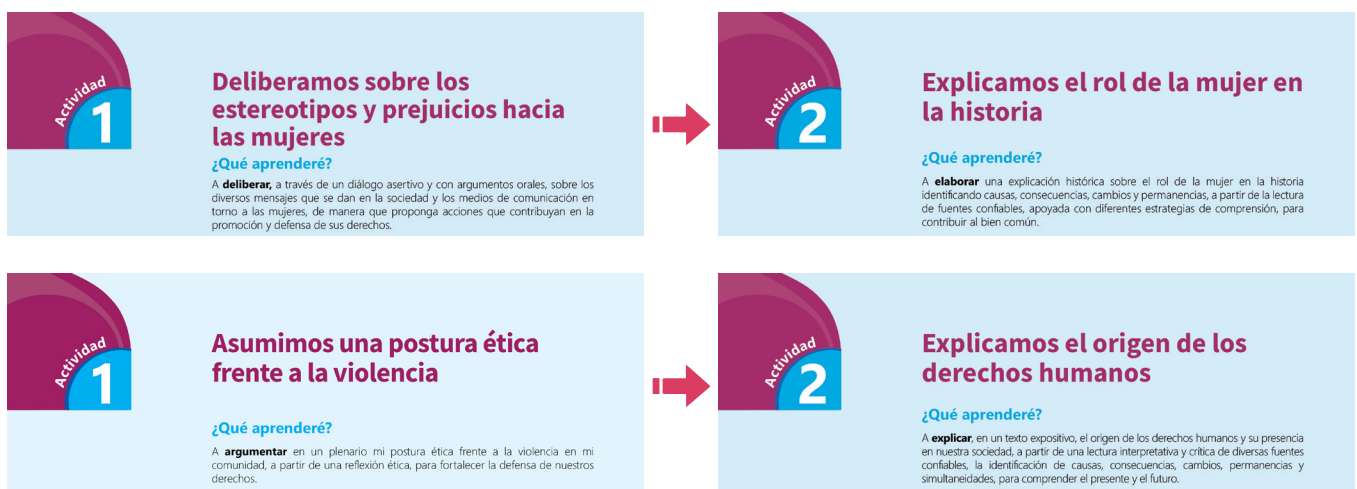 Actividad
1
Deliberamos sobre los
estereotipos y prejuicios hacia
las mujeres
¿Qué aprenderé?
A deliberar, a través de un diálogo asertivo y con argumentos orales, sobre los
diversos mensajes que se dan en la sociedad y los medios de comunicación en
torno a las mujeres, de manera que proponga acciones que contribuyan en la
promoción y defensa de sus derechos.
Actividad
2
Explicamos el rol de la mujer en
la historia
¿Qué aprenderé?
A elaborar una explicación histórica sobre el rol de la mujer en la historia
identificando causas, consecuencias, cambios y permanencias, a partir de la lectura
de fuentes confiables, apoyada con diferentes estrategias de comprensión, para
contribuir al bien común.
Actividad
1
Asumimos una postura ética
frente a la violencia
¿Qué aprenderé?
A argumentar en un plenario mi postura ética frente a la violencia en mi
comunidad, a partir de una reflexión ética, para fortalecer la defensa de nuestros
derechos.
Actividad
2
Explicamos el origen de los
derechos humanos
¿Qué aprenderé?
A explicar, en un texto expositivo, el origen de los derechos humanos y su presencia
en nuestra sociedad, a partir de una lectura interpretativa y crítica de diversas fuentes
confiables, la identificación de causas, consecuencias, cambios, permanencias y
simultaneidades, para comprender el presente y el futuro.